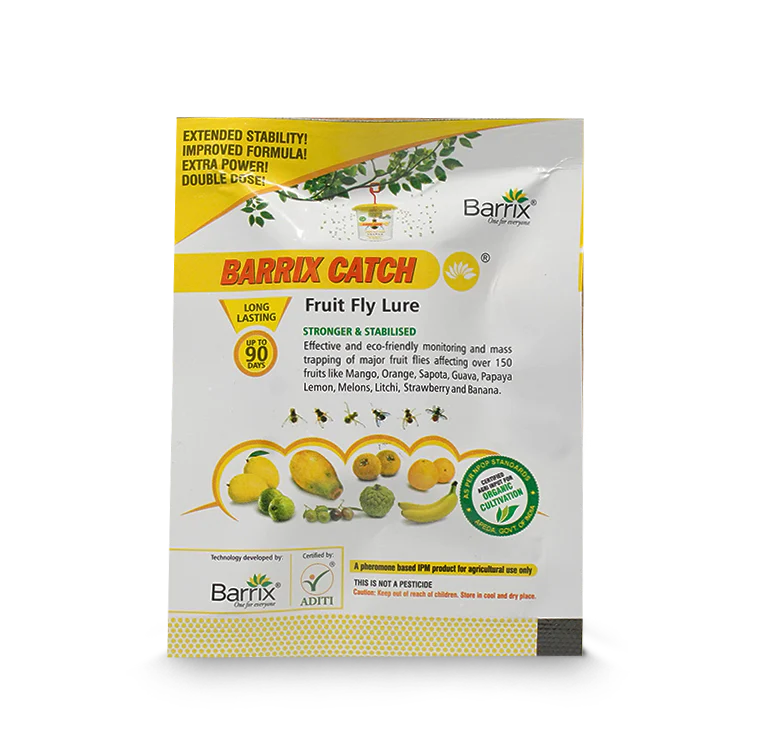 EXTENDED STABILITY!
IMPROVED FORMULA!
EXTRA POWER!
DOUBLE DOSE!
Barrix®
One for everyone
BARRIX CATCH ®
LONG
LASTING
UP TO
90
DAYS
Fruit Fly Lure
STRONGER & STABILISED
Effective and eco-friendly monitoring and mass
trapping of major fruit flies affecting over 150
fruits like Mango, Orange, Sapota, Guava, Papaya
Lemon, Melons, Litchi, Strawberry and Banana.
AS PER NPOP STANDARDS
CERTIFIED
AGRI INPUT FOR
ORGANIC
CULTIVATION
APEDA, GOVT. OF INDIA
Technology developed by:
Barrix®
One for everyone
Certified by:
®
ADITI
A pheromone based IPM product for agricultural use only
THIS IS NOT A PESTICIDE
Caution: Keep out of reach of children. Store in cool and dry place.